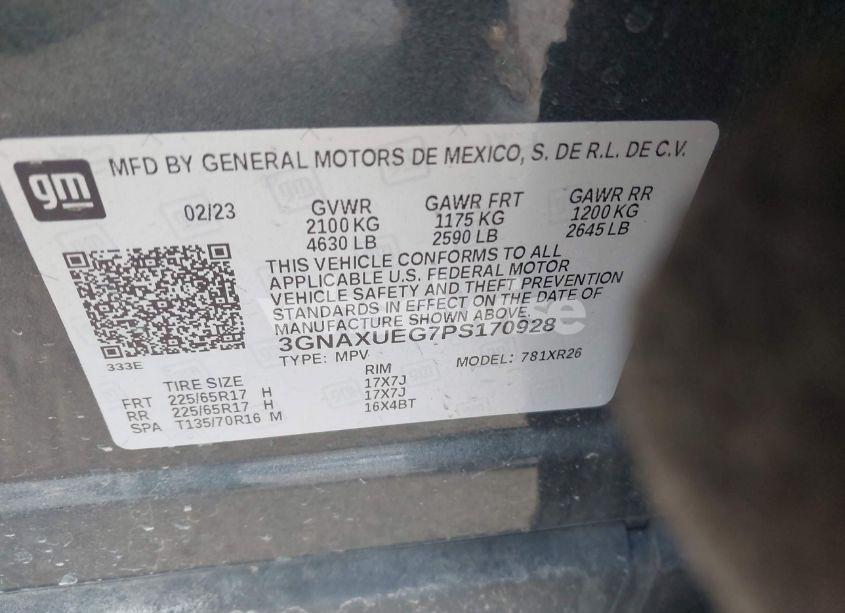 gm
MFD BY GENERAL MOTORS DE MEXICO, S. DE R.L. DE C.V.
02/23 GVWR GAWR FRT GAWR RR
2100 KG 1175 KG 1200 KG
4630 LB 2590 LB 2645 LB
THIS VEHICLE CONFORMS TO ALL
APPLICABLE U.S. FEDERAL MOTOR
VEHICLE SAFETY AND THEFT PREVENTION
STANDARDS IN EFFECT ON THE DATE OF
MANUFACTURE SHOWN ABOVE.
3GNAXUEG7PS170928
333E TYPE: MPV MODEL: 781XR26
TIRE SIZE RIM
FRT 225/65R17 H 17X7J
RR 225/65R17 H 17X7J
SPA T135/70R16 M 16X4BT